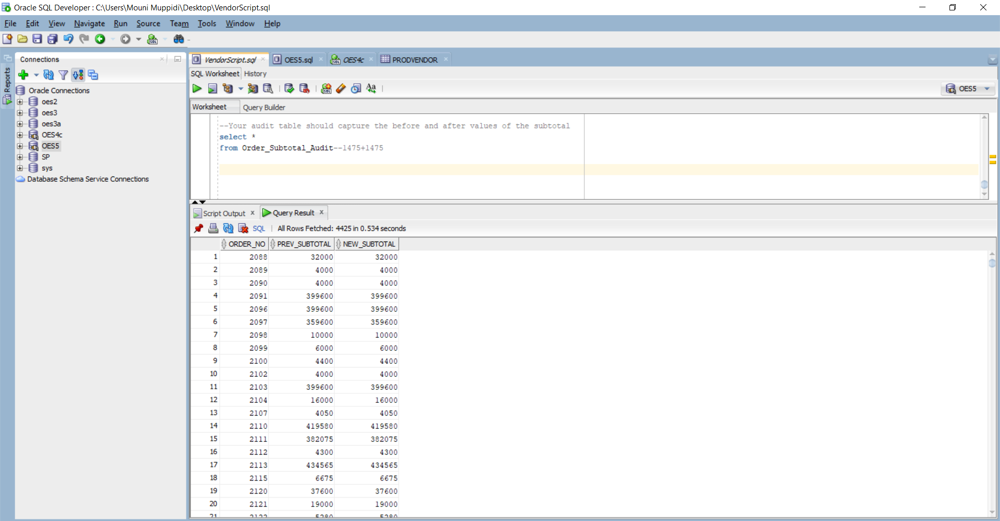 Oracle SQL Developer : C:\Users\Mouni Muppidi\Desktop\VendorScript.sql
File Edit View Navigate Run Source Team Tools Window Help
Reports
Connections
Oracle Connections
oes2
oes3
oes3a
OES4c
OES5
SP
sys
Database Schema Service Connections
VendorScript.sql OES5.sql OES4c PRODVENDOR
SQL Worksheet History
OES5
Worksheet Query Builder
--Your audit table should capture the before and after values of the subtotal
select *
from Order_Subtotal_Audit--1475+1475
Script Output Query Result
SQL All Rows Fetched: 4425 in 0.534 seconds
ORDER_NO PREV_SUBTOTAL NEW_SUBTOTAL
1 2088 32000 32000
2 2089 4000 4000
3 2090 4000 4000
4 2091 399600 399600
5 2096 399600 399600
6 2097 359600 359600
7 2098 10000 10000
8 2099 6000 6000
9 2100 4400 4400
10 2102 4000 4000
11 2103 399600 399600
12 2104 16000 16000
13 2107 4050 4050
14 2110 419580 419580
15 2111 382075 382075
16 2112 4300 4300
17 2113 434565 434565
18 2115 6675 6675
19 2120 37600 37600
20 2121 19000 19000